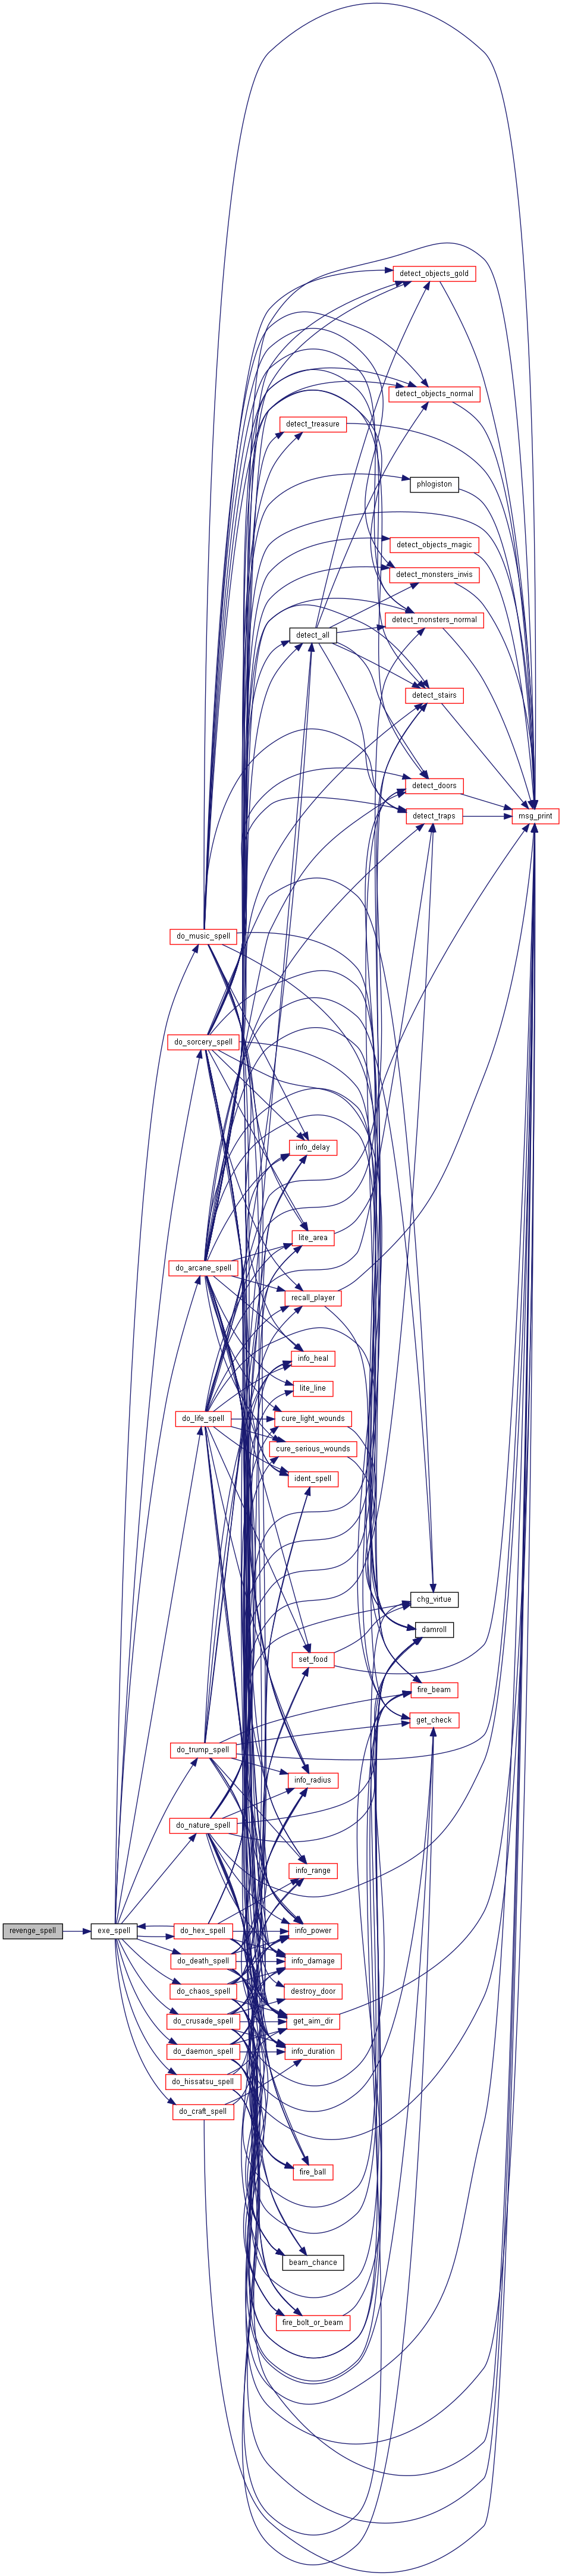 detect_objects_gold
detect_objects_normal
detect_treasure
phlogiston
detect_objects_magic
detect_monsters_invis
detect_monsters_normal
detect_all
detect_stairs
detect_doors
detect_traps
msg_print
do_music_spell
do_sorcery_spell
info_delay
lite_area
do_arcane_spell
recall_player
info_heal
lite_line
do_life_spell
cure_light_wounds
cure_serious_wounds
ident_spell
chg_virtue
damroll
set_food
fire_beam
get_check
do_trump_spell
info_radius
do_nature_spell
info_range
revenge_spell
exe_spell
do_hex_spell
info_power
do_death_spell
info_damage
do_chaos_spell
destroy_door
do_crusade_spell
get_aim_dir
do_daemon_spell
info_duration
do_hissatsu_spell
do_craft_spell
fire_ball
beam_chance
fire_bolt_or_beam